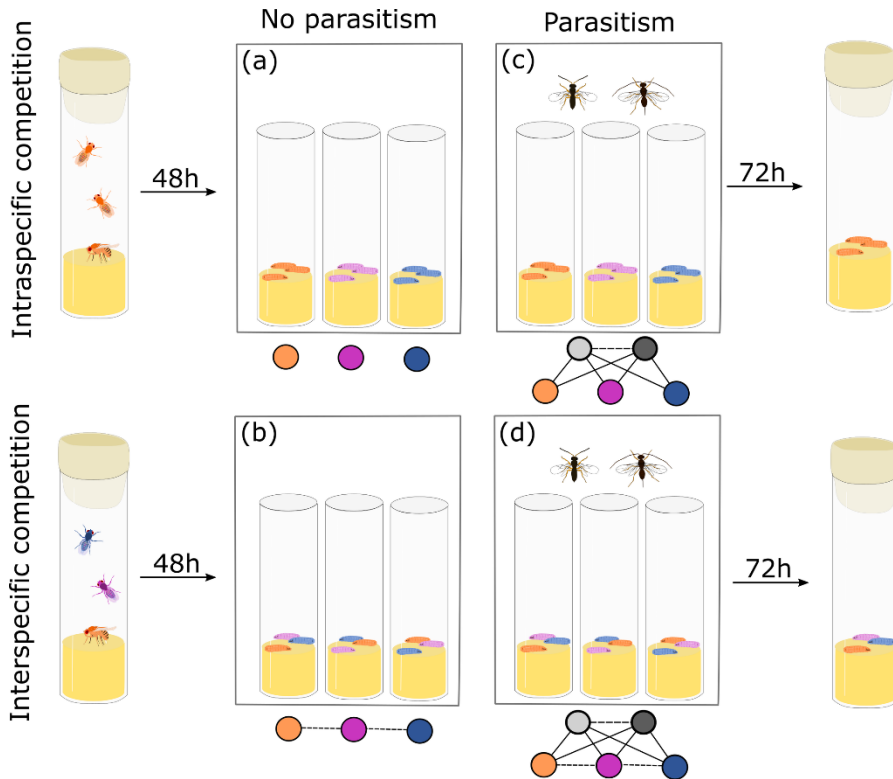 No parasitism
Parasitism
Intraspecific competition
48h
(a)
(c)
72h
Interspecific competition
48h
(b)
(d)
72h